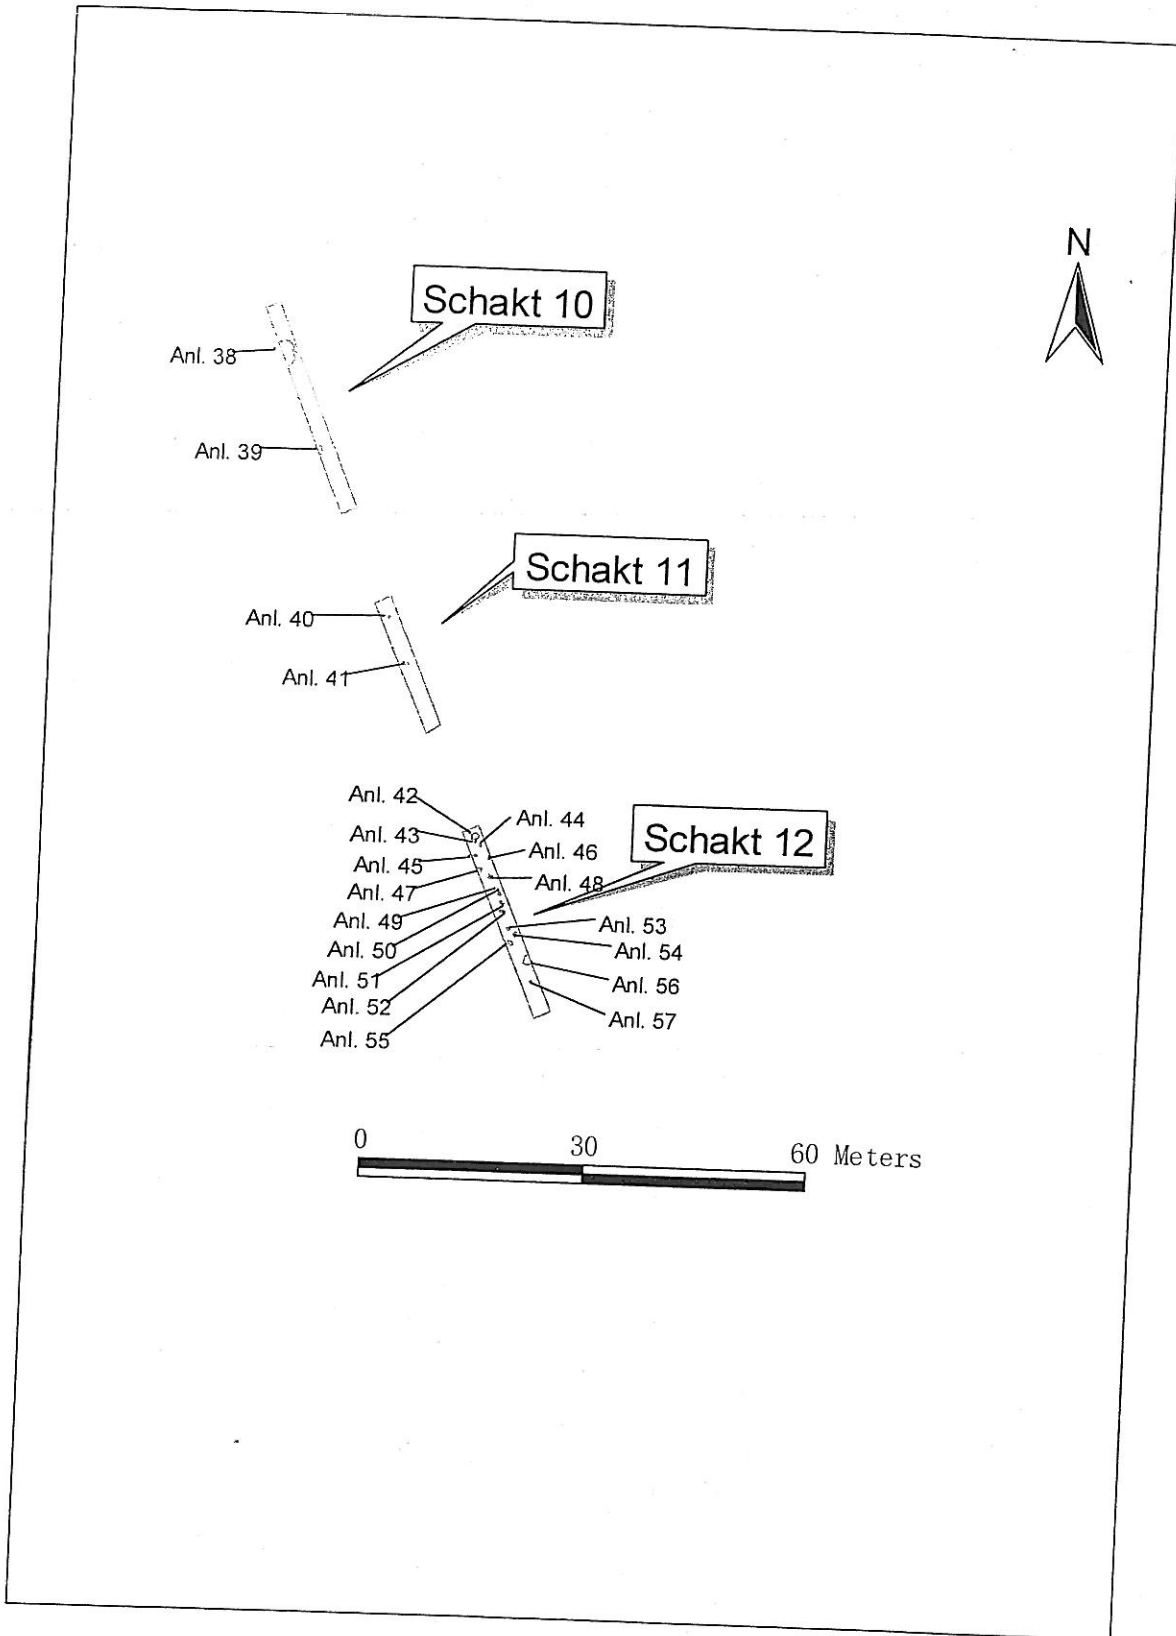 N
Schakt 10
Anl. 38
Anl. 39
Schakt 11
Anl. 40
Anl. 41
Anl. 42
Anl. 44
Anl. 43
Schakt 12
Anl. 46
Anl. 45
Anl. 48
Anl. 47
Anl. 49
Anl. 53
Anl. 50
Anl. 54
Anl. 51
Anl. 56
Anl. 52
Anl. 57
Anl. 55
0 30 60 Meters